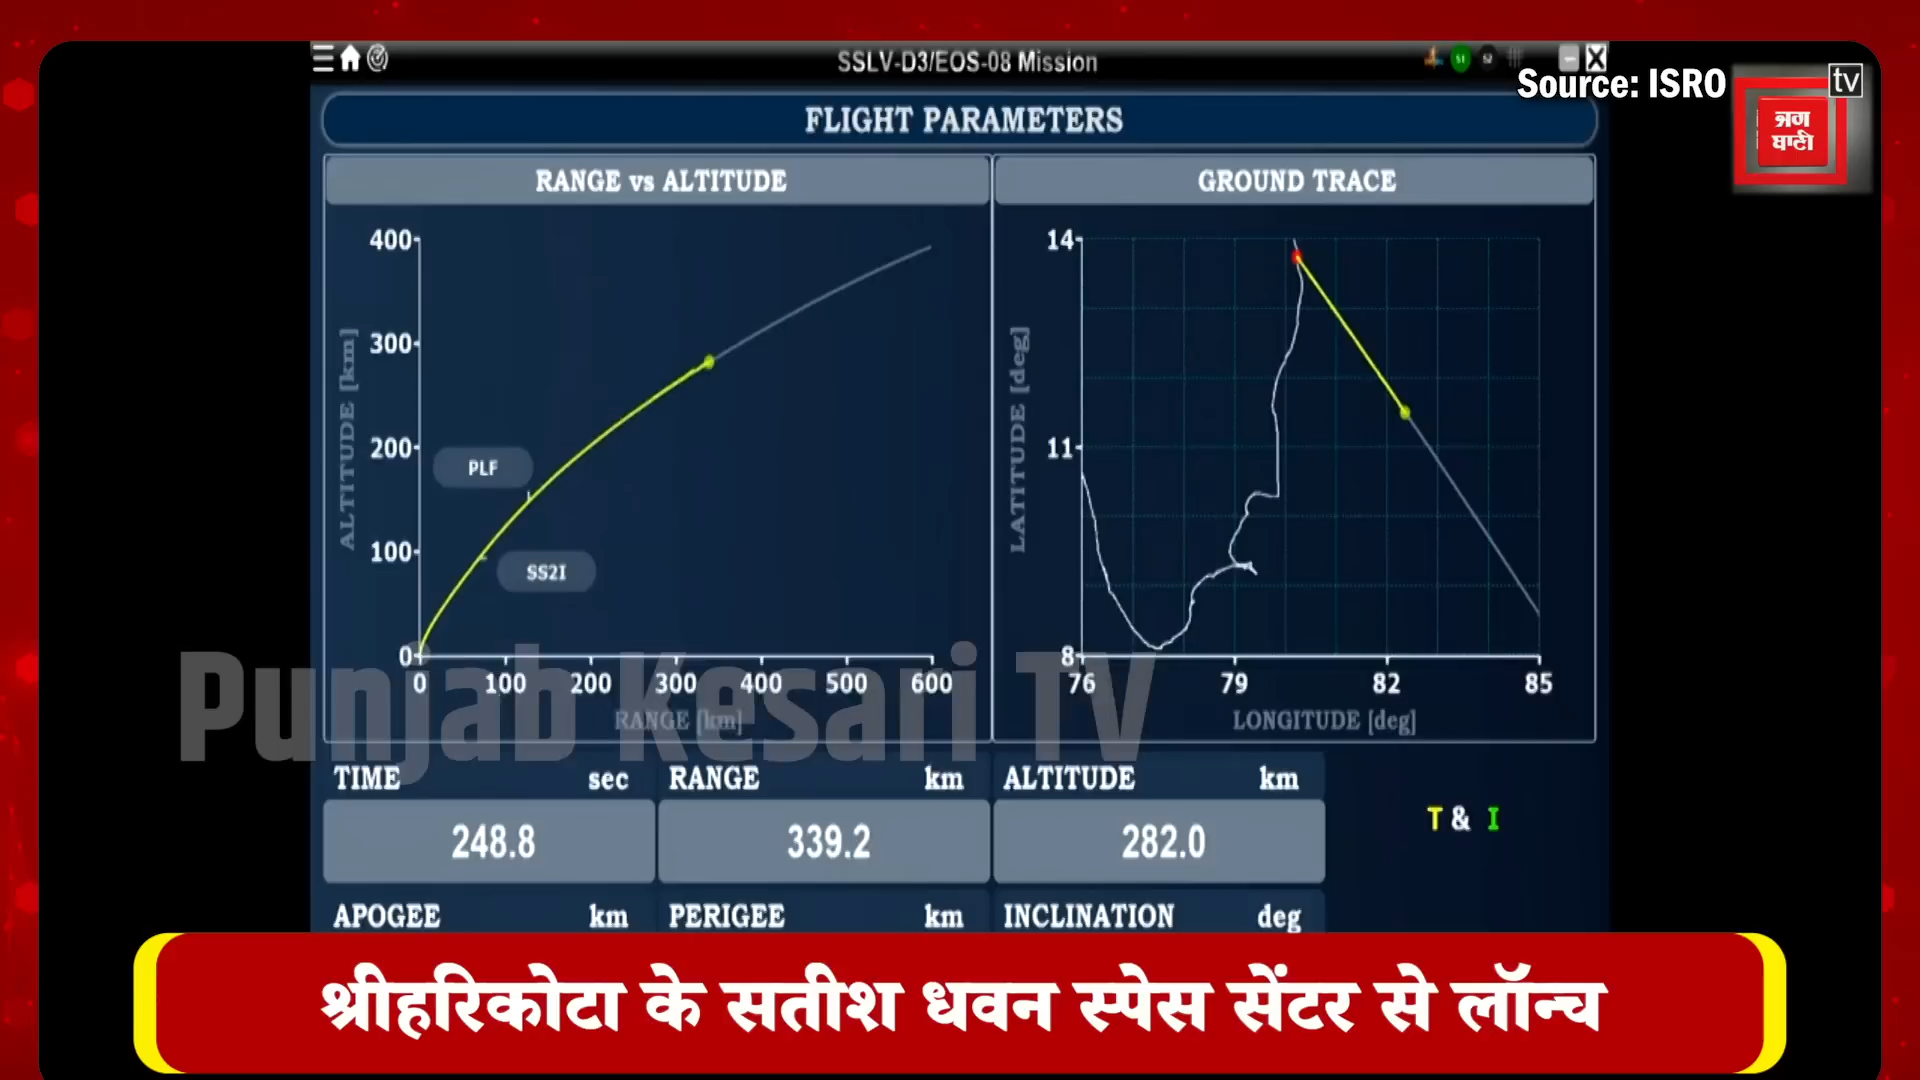 SSLV-D3/EOS-08 Mission
S1
S2
Source: ISRO
tv
जग
बाणी
FLIGHT PARAMETERS
RANGE vs ALTITUDE
GROUND TRACE
400
300
200
100
0
ALTITUDE [km]
PLF
SS2I
0 100 200 300 400 500 600
RANGE [km]
14
11
8
LATITUDE [deg]
76 79 82 85
LONGITUDE [deg]
Punjab Kesari TV
TIME sec RANGE km ALTITUDE km
248.8 339.2 282.0
T & I
APOGEE km PERIGEE km INCLINATION deg
श्रीहरिकोटा के सतीश धवन स्पेस सेंटर से लॉन्च